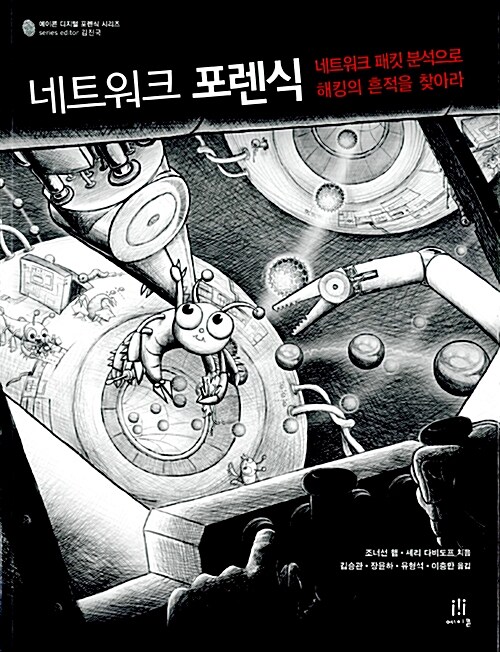 에이콘 디지털 포렌식 시리즈
series editor 김진국
네트워크 포렌식
네트워크 패킷 분석으로
해킹의 흔적을 찾아라
조너선 햄 · 셰리 다비도프 지음
김승관 · 장윤하 · 유형석 · 이충만 옮김
에이콘